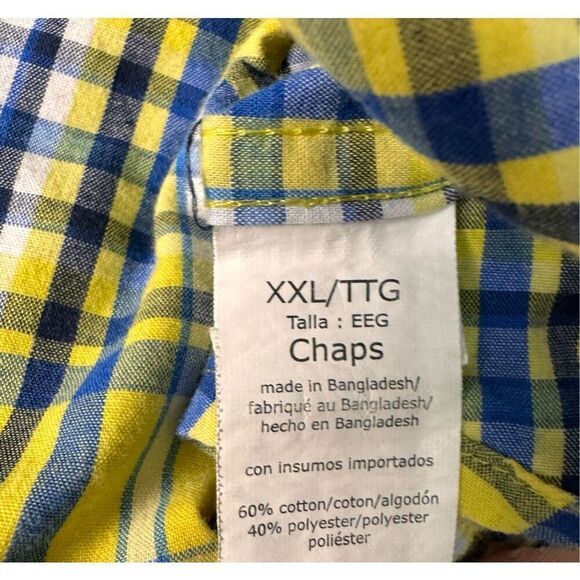 XXL/TTG
Talla : EEG
Chaps
made in Bangladesh/
fabriqué au Bangladesh/
hecho en Bangladesh
con insumos importados
60% cotton/coton/algodón
40% polyester/polyester
poliéster